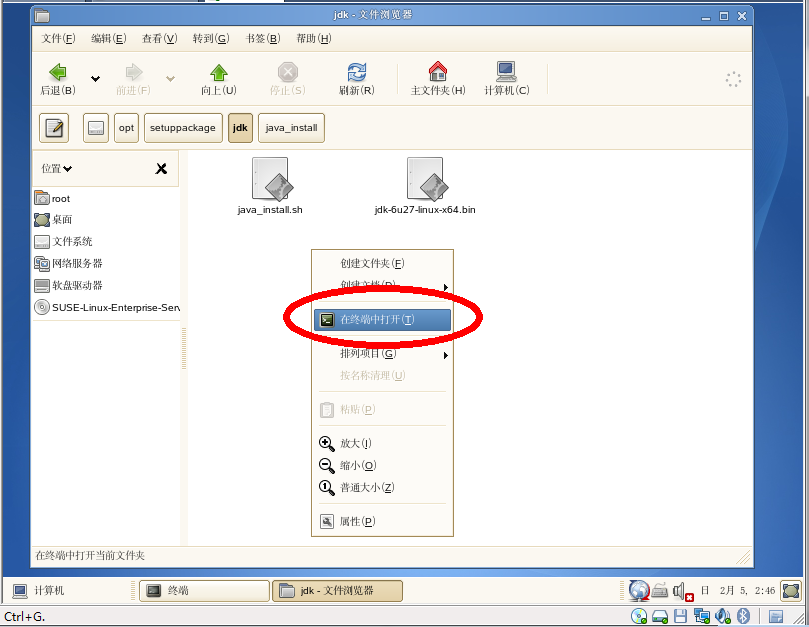 jdk - 文件浏览器
文件(F) 编辑(E) 查看(V) 转到(G) 书签(B) 帮助(H)
后退(B) 前进(F) 向上(U) 停止(S) 刷新(R) 主文件夹(H) 计算机(C)
opt setuppackage jdk java_install
位置
root
桌面
文件系统
网络服务器
软盘驱动器
SUSE-Linux-Enterprise-Serv
java_install.sh jdk-6u27-linux-x64.bin
创建文件夹(F)
创建文档(D)
在终端中打开(T)
排列项目(G)
按名称清理(U)
粘贴(P)
放大(I)
缩小(O)
普通大小(Z)
属性(P)
在终端中打开当前文件夹
计算机 终端 jdk - 文件浏览器 日 2月 5, 2:46
Ctrl+G.